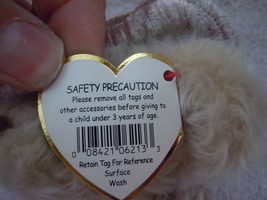 SAFETY PRECAUTION
Please remove all tags and
other accessories before giving to
a child under 3 years of age.
0 08421 06213 3
Retain Tag For Reference
Surface
Wash